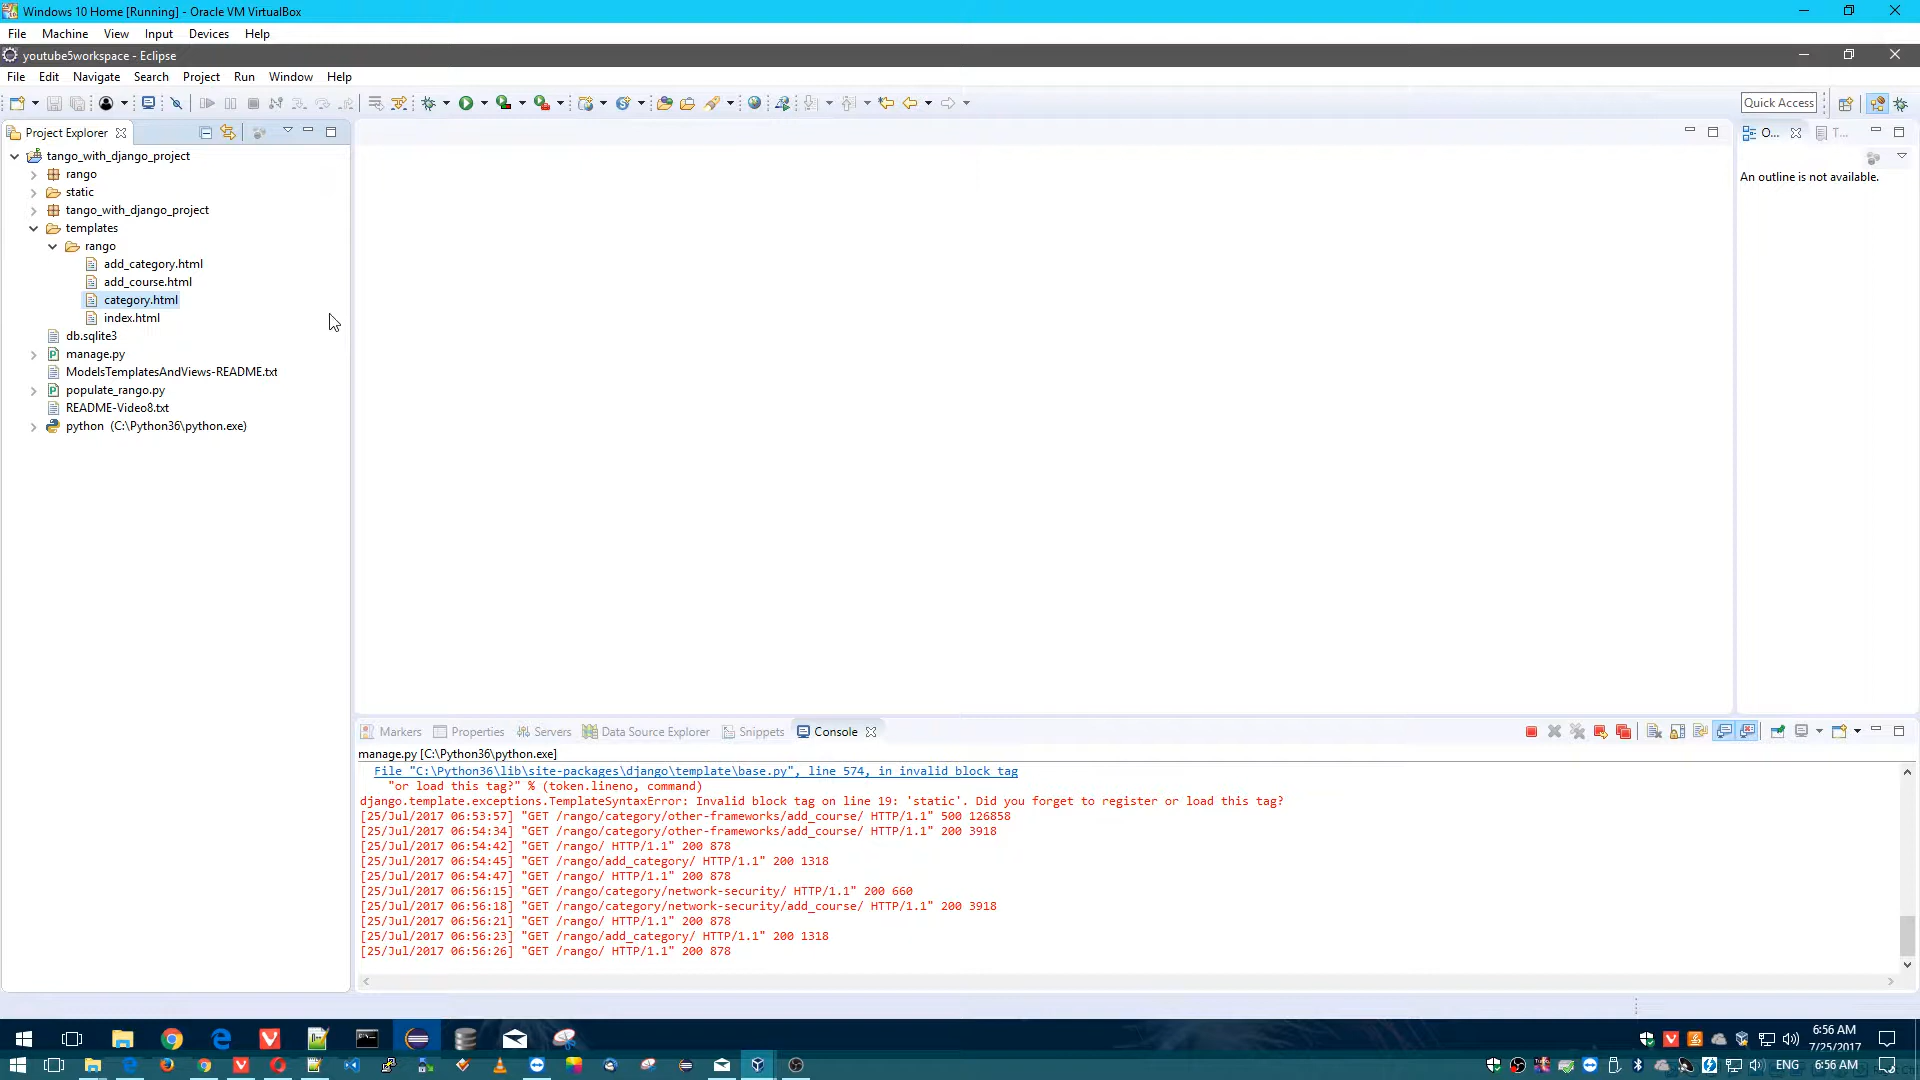 Windows 10 Home [Running] - Oracle VM VirtualBox
File Machine View Input Devices Help
youtube5workspace - Eclipse
File Edit Navigate Search Project Run Window Help
Quick Access
Project Explorer
O...
T...
tango_with_django_project
rango
static
tango_with_django_project
templates
rango
add_category.html
add_course.html
category.html
index.html
db.sqlite3
manage.py
ModelsTemplatesAndViews-README.txt
populate_rango.py
README-Video8.txt
python (C:\Python36\python.exe)
An outline is not available.
Markers Properties Servers Data Source Explorer Snippets Console
manage.py [C:\Python36\python.exe]
File "C:\Python36\lib\site-packages\django\template\base.py", line 574, in invalid_block_tag
"or load this tag?" % (token.lineno, command)
django.template.exceptions.TemplateSyntaxError: Invalid block tag on line 19: 'static'. Did you forget to register or load this tag?
[25/Jul/2017 06:53:57] "GET /rango/category/other-frameworks/add_course/ HTTP/1.1" 500 126858
[25/Jul/2017 06:54:34] "GET /rango/category/other-frameworks/add_course/ HTTP/1.1" 200 3918
[25/Jul/2017 06:54:42] "GET /rango/ HTTP/1.1" 200 878
[25/Jul/2017 06:54:45] "GET /rango/add_category/ HTTP/1.1" 200 1318
[25/Jul/2017 06:54:47] "GET /rango/ HTTP/1.1" 200 878
[25/Jul/2017 06:56:15] "GET /rango/category/network-security/ HTTP/1.1" 200 660
[25/Jul/2017 06:56:18] "GET /rango/category/network-security/add_course/ HTTP/1.1" 200 3918
[25/Jul/2017 06:56:21] "GET /rango/ HTTP/1.1" 200 878
[25/Jul/2017 06:56:23] "GET /rango/add_category/ HTTP/1.1" 200 1318
[25/Jul/2017 06:56:26] "GET /rango/ HTTP/1.1" 200 878
6:56 AM
7/25/2017
ENG 6:56 AM